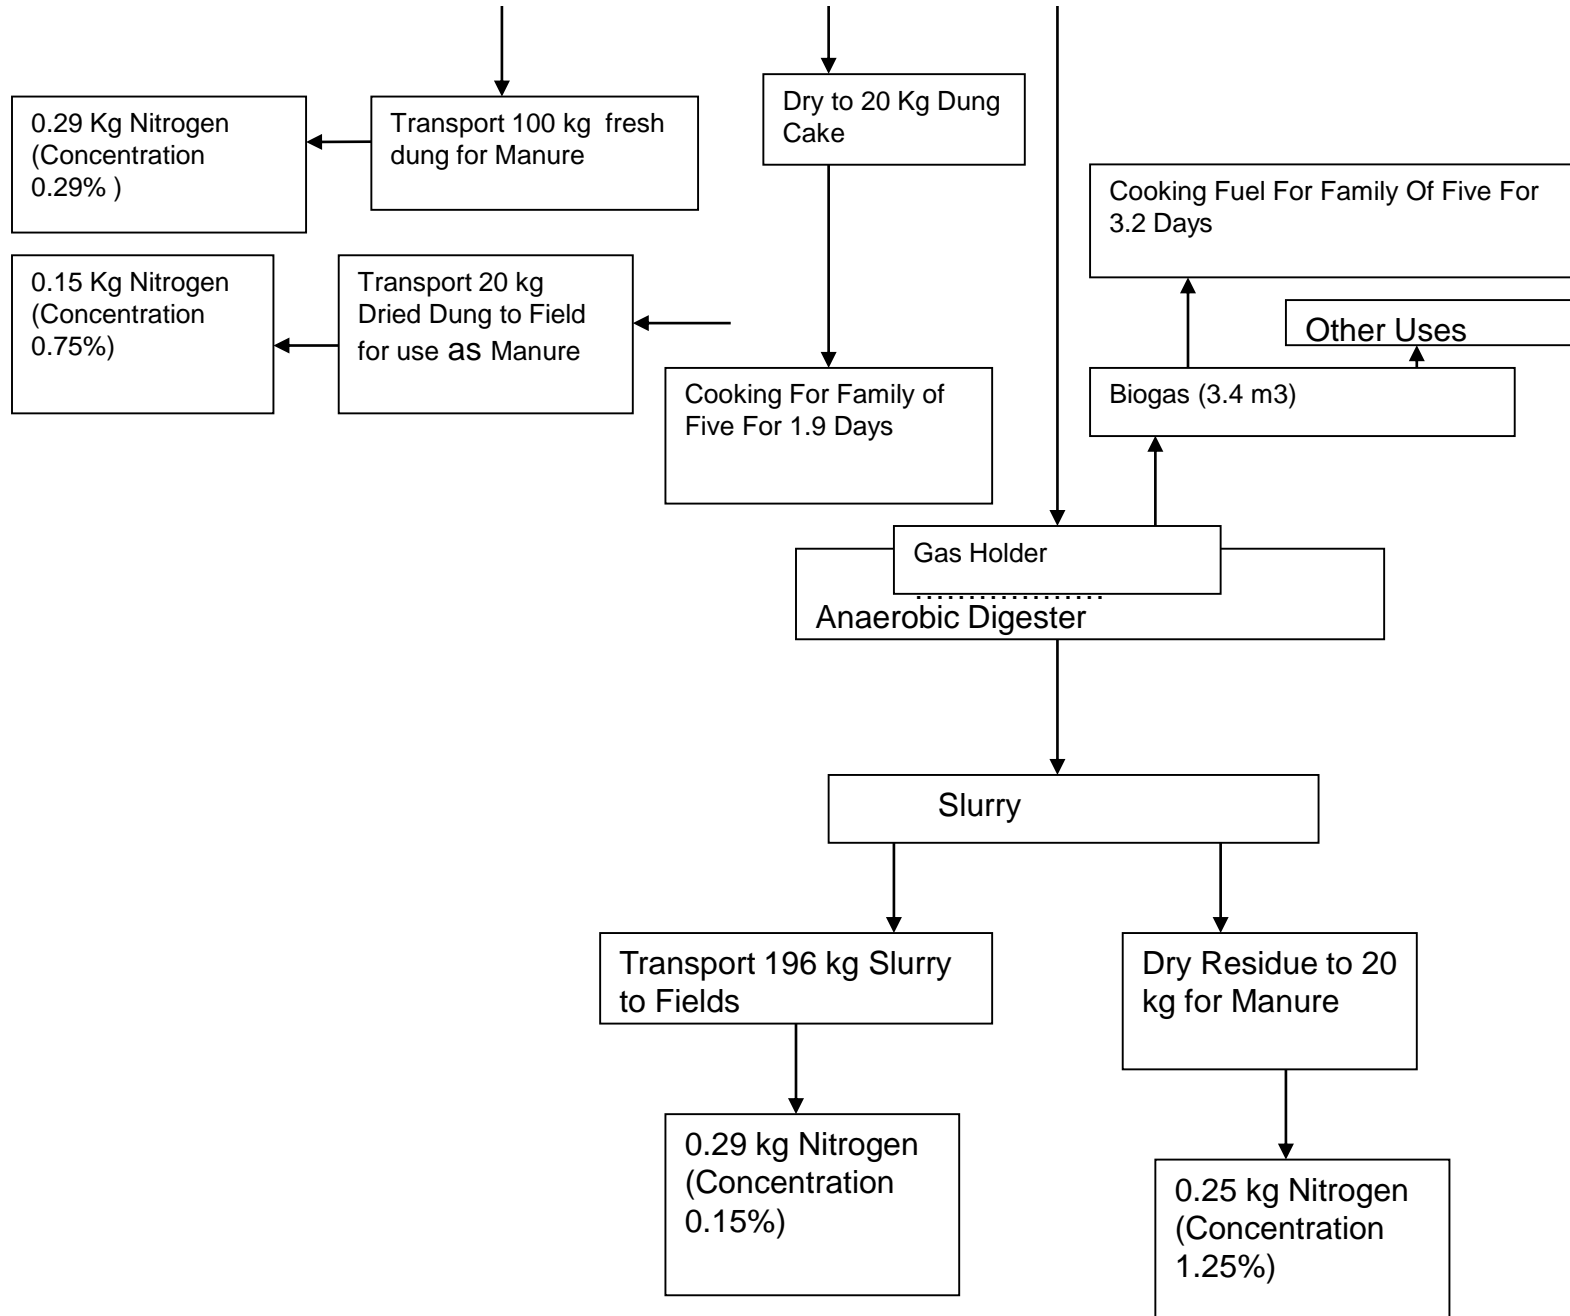 0.29 Kg Nitrogen
(Concentration
0.29% )
Transport 100 kg  fresh
dung for Manure
Dry to 20 Kg Dung
Cake
Cooking Fuel For Family Of Five For
3.2 Days
0.15 Kg Nitrogen
(Concentration
0.75%)
Transport 20 kg
Dried Dung to Field
for use as Manure
Other Uses
Cooking For Family of
Five For 1.9 Days
Biogas (3.4 m3)
Gas Holder
Anaerobic Digester
Slurry
Transport 196 kg Slurry
to Fields
Dry Residue to 20
kg for Manure
0.29 kg Nitrogen
(Concentration
0.15%)
0.25 kg Nitrogen
(Concentration
1.25%)